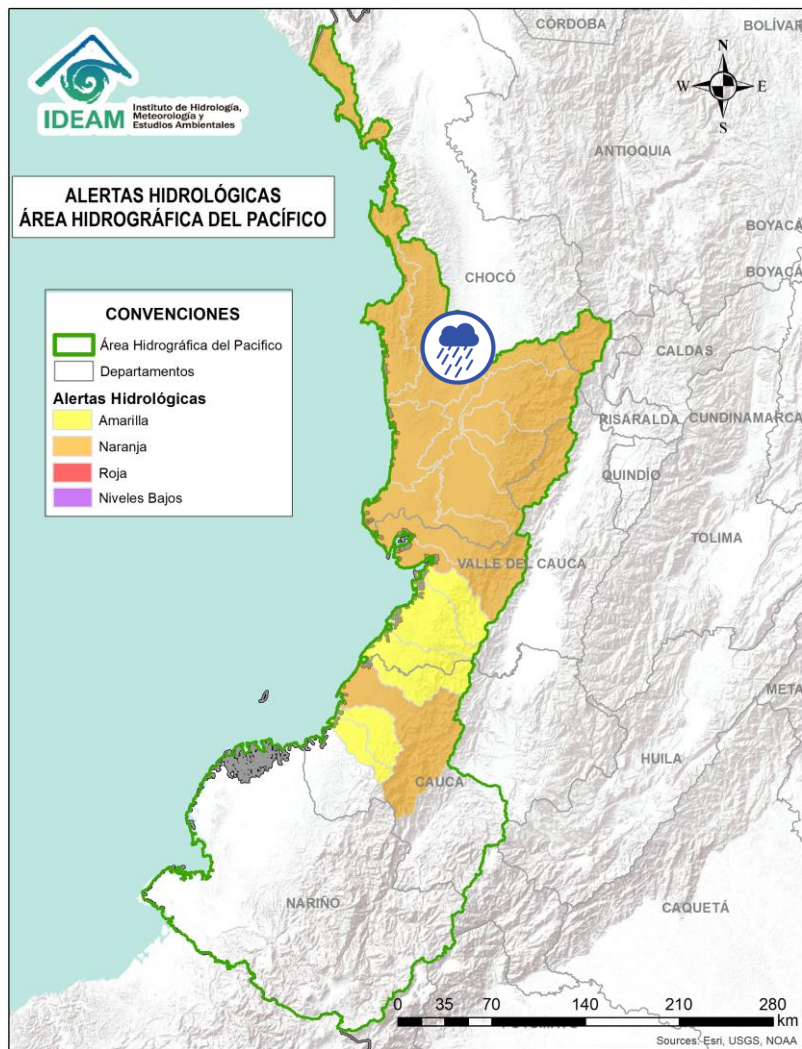 CÓRDOBA
BOLÍVAR
IDEAM
Instituto de Hidrología,
Meteorología y
Estudios Ambientales
N
W
E
S
ANTIOQUIA
ALERTAS HIDROLÓGICAS
ÁREA HIDROGRÁFICA DEL PACÍFICO
BOYACÁ
BOYACÁ
CHOCÓ
CONVENCIONES
Área Hidrográfica del Pacifico
Departamentos
Alertas Hidrológicas
Amarilla
Naranja
Roja
Niveles Bajos
CALDAS
RISARALDA
CUNDINAMARCA
QUINDÍO
TOLIMA
VALLE DEL CAUCA
META
HUILA
CAUCA
NARIÑO
CAQUETÁ
0 35 70 140 210 280
km
Sources: Esri, USGS, NOAA